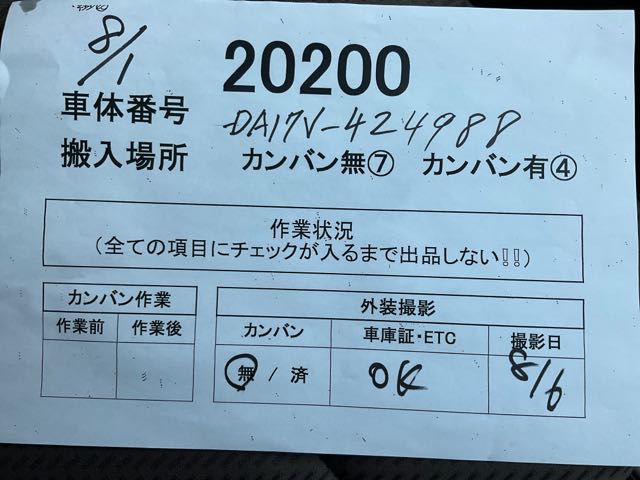 8/1
20200
車体番号 DA17V-424988
搬入場所 カンバン無⑦ カンバン有④
作業状況
(全ての項目にチェックが入るまで出品しない!!)
カンバン作業
作業前 作業後
外装撮影
カンバン 車庫証・ETC 撮影日
無 / 済 OK 8/6